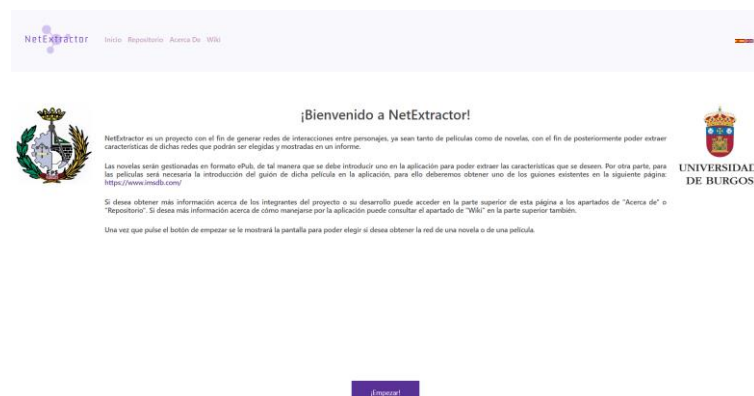 NetExtractor
Inicio Repositorio Acerca De Wiki
¡Bienvenido a NetExtractor!
NetExtractor es un proyecto con el fin de generar redes de interacciones entre personajes, ya sean tanto de películas como de novelas, con el fin de posteriormente poder extraer
características de dichas redes que podrán ser elegidas y mostradas en un informe.
Las novelas serán gestionadas en formato ePub, de tal manera que se debe introducir uno en la aplicación para poder extraer las características que se deseen. Por otra parte, para
las películas será necesaria la introducción del guión de dicha película en la aplicación, para ello deberemos obtener uno de los guiones existentes en la siguiente página:
https://www.imsdb.com/
Si desea obtener más información acerca de los integrantes del proyecto o su desarrollo puede acceder en la parte superior de esta página a los apartados de "Acerca de" o
"Repositorio". Si desea más información acerca de cómo manejarse por la aplicación puede consultar el apartado de "Wiki" en la parte superior también.
Una vez que pulse el botón de empezar se le mostrará la pantalla para poder elegir si desea obtener la red de una novela o de una película.
EPS
UNIVERSIDAD
DE BURGOS
¡Empezar!